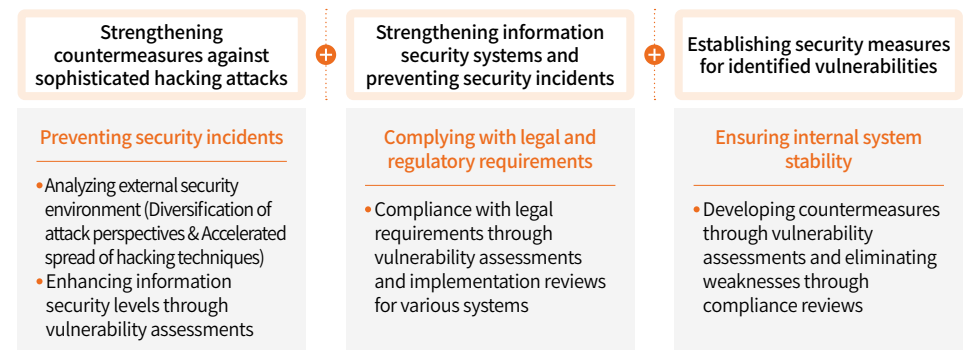 Strengthening
countermeasures against
sophisticated hacking attacks
Preventing security incidents
•Analyzing external security
environment (Diversification of
attack perspectives & Accelerated
spread of hacking techniques)
•Enhancing information
security levels through
vulnerability assessments
+
Strengthening information
security systems and
preventing security incidents
Complying with legal and
regulatory requirements
•Compliance with legal
requirements through
vulnerability assessments
and implementation reviews
for various systems
+
Establishing security measures
for identified vulnerabilities
Ensuring internal system
stability
•Developing countermeasures
through vulnerability
assessments and eliminating
weaknesses through
compliance reviews